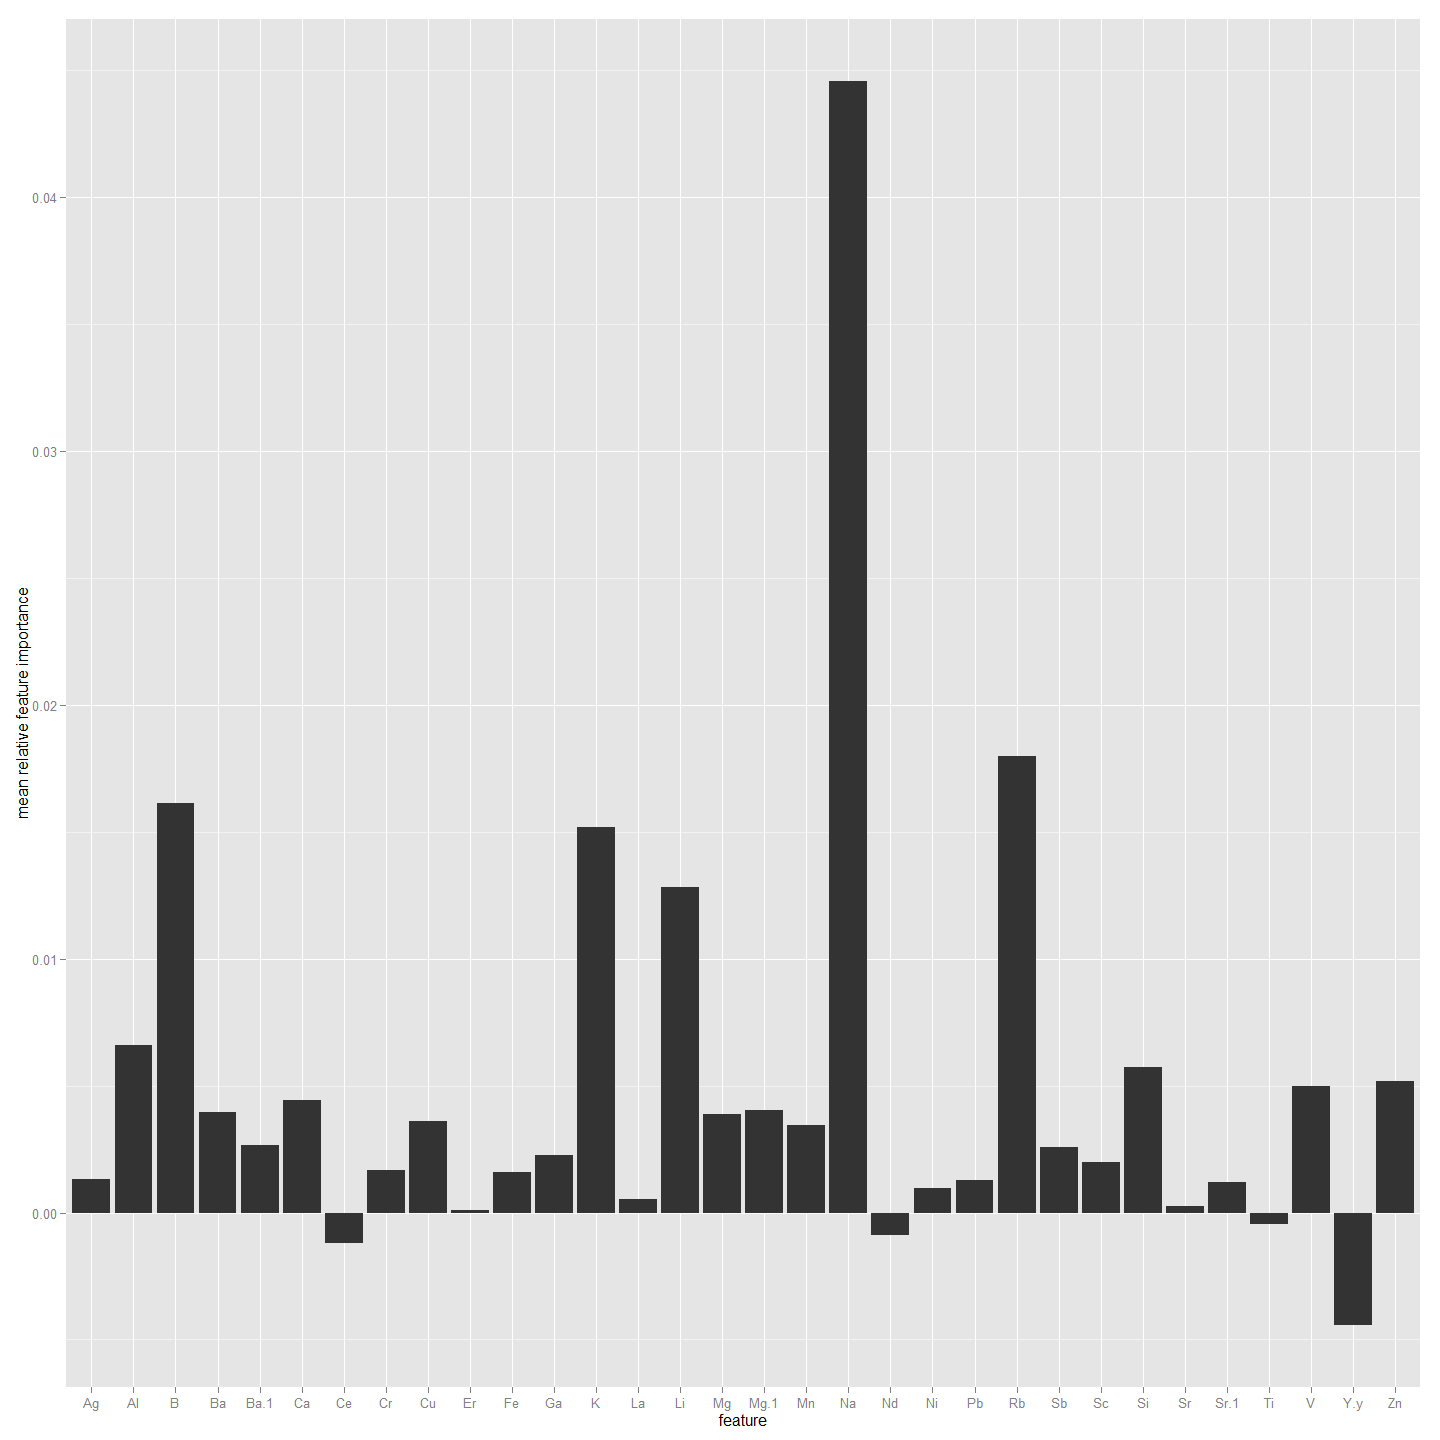 mean relative feature importance
0.04
0.03
0.02
0.01
0.00
Ag Al B Ba Ba.1 Ca Ce Cr Cu Er Fe Ga K La Li Mg Mg.1 Mn Na Nd Ni Pb Rb Sb Sc Si Sr Sr.1 Ti V Y.y Zn
feature